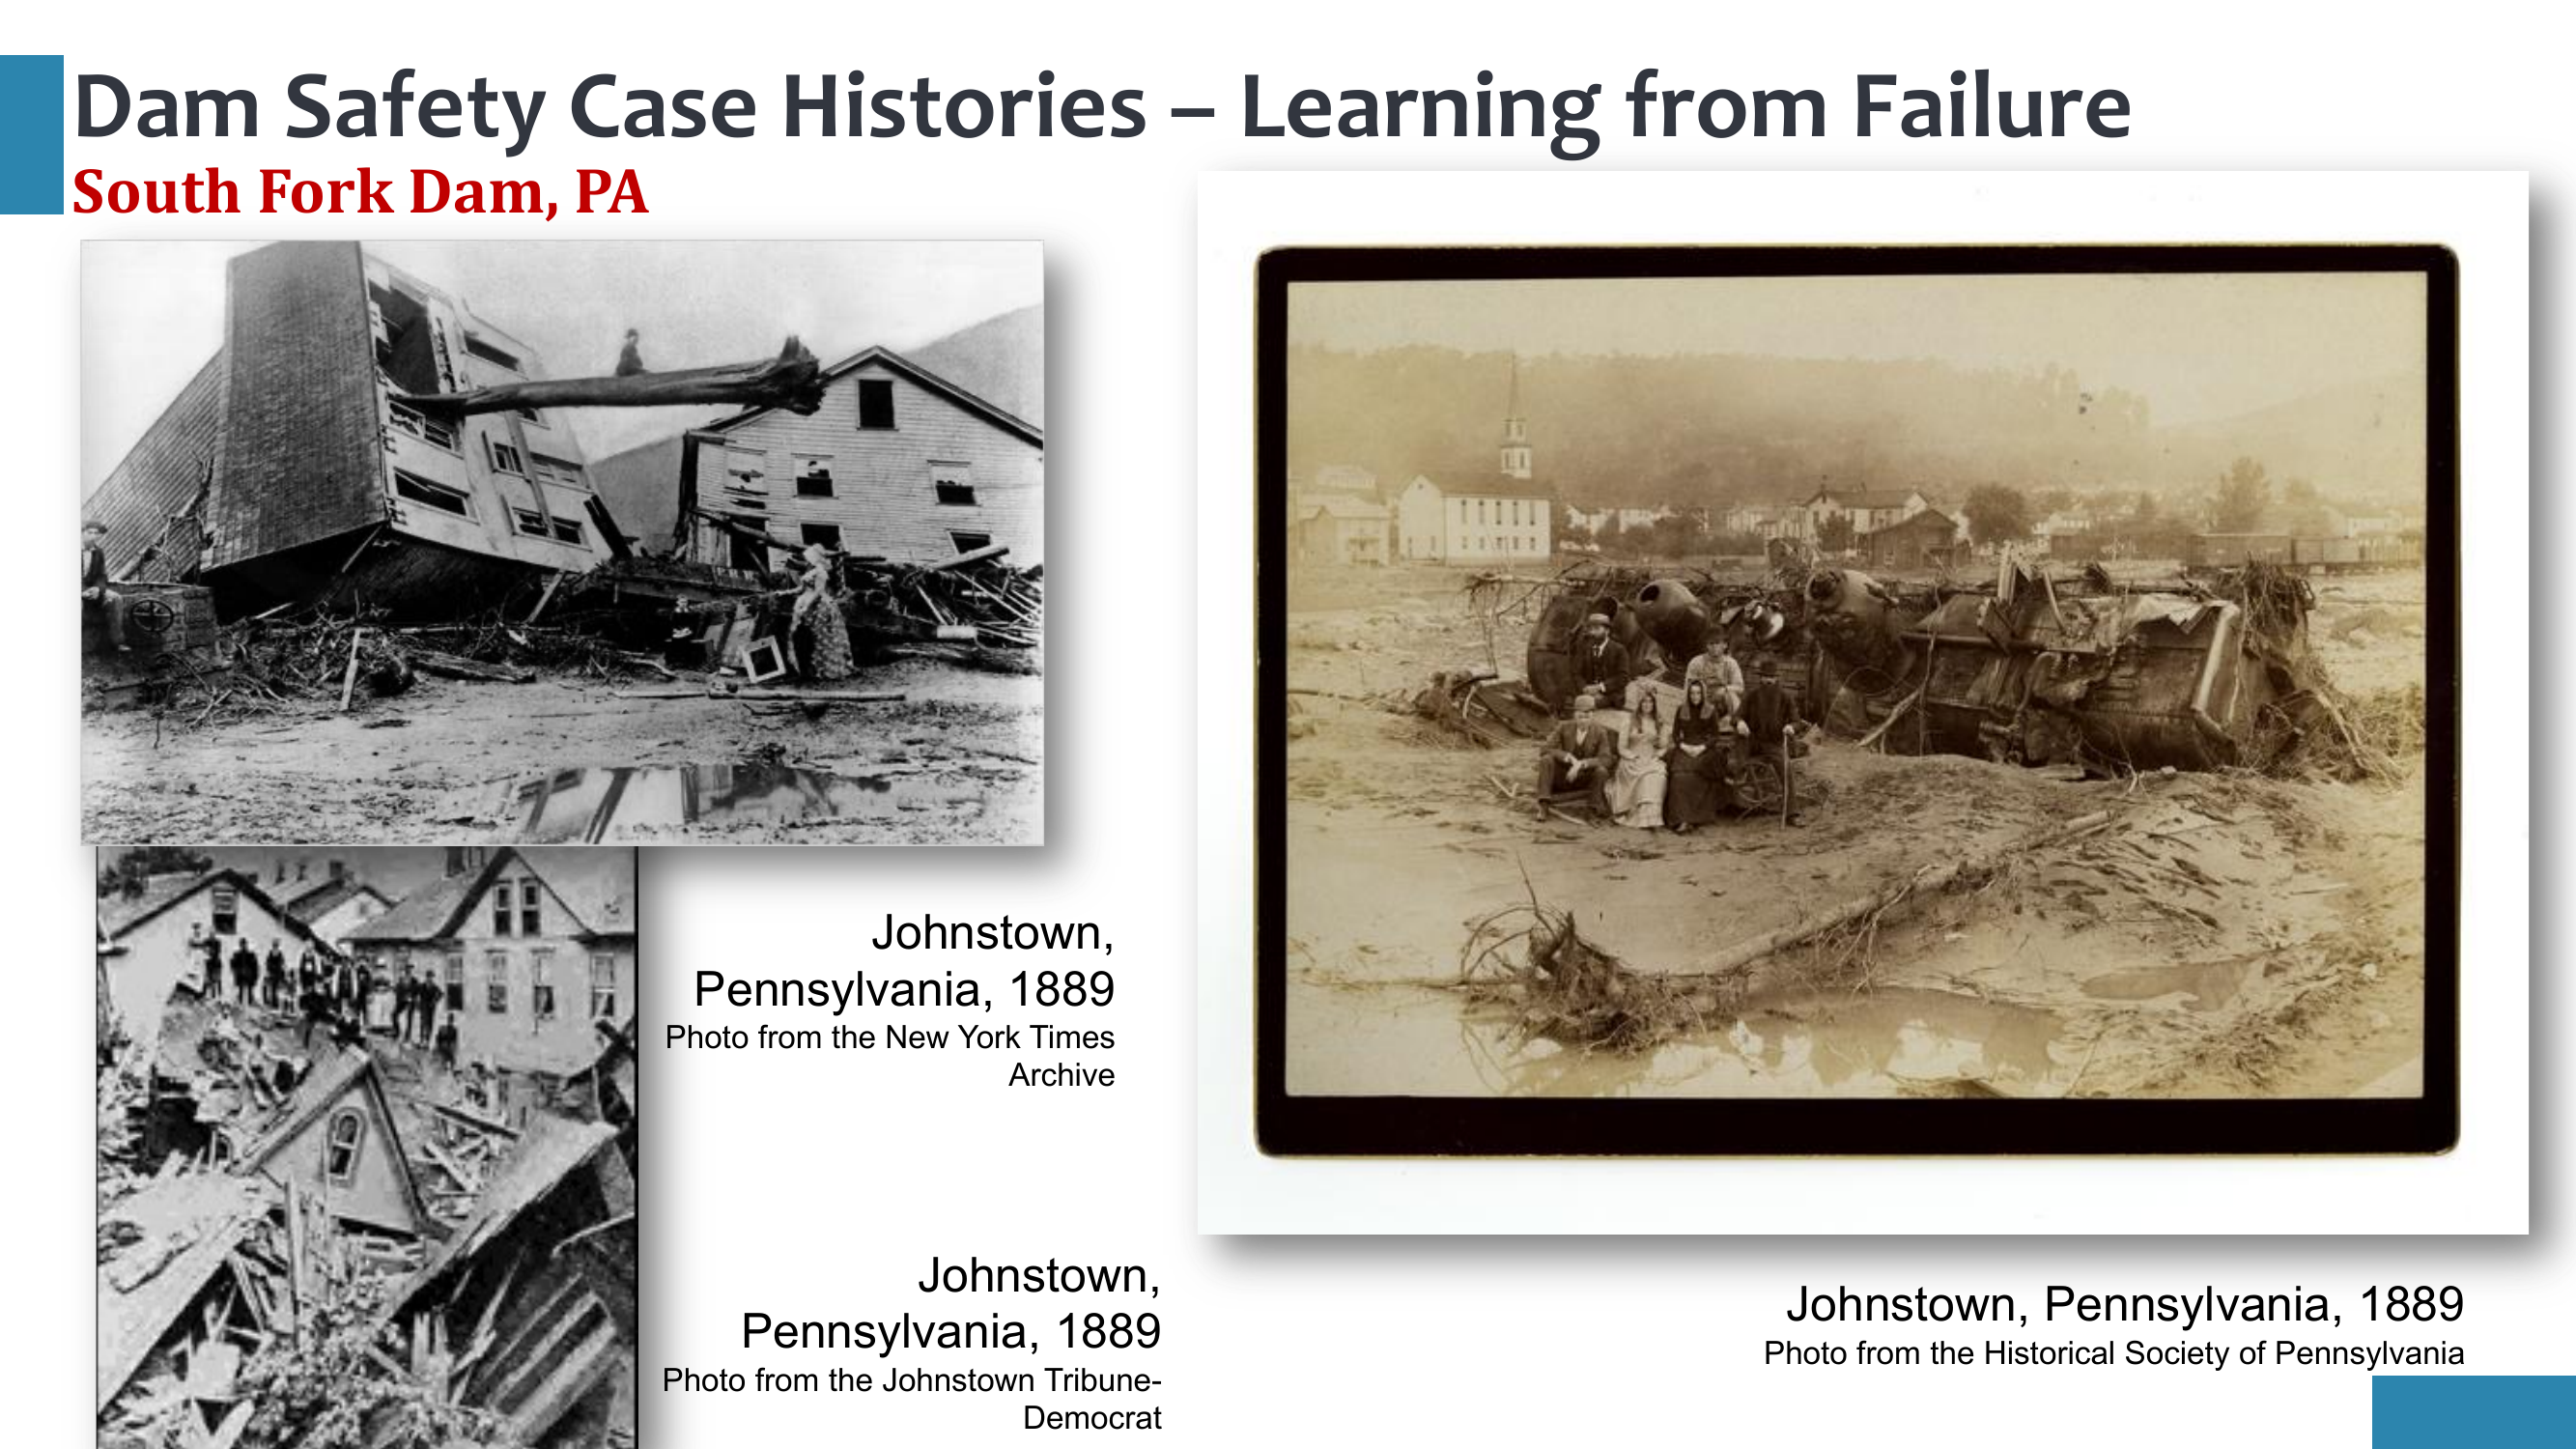 Dam Safety Case Histories – Learning from Failure
South Fork Dam, PA
Johnstown,
Pennsylvania, 1889
Photo from the New York Times
Archive
Johnstown,
Pennsylvania, 1889
Photo from the Johnstown Tribune-
Democrat
Johnstown, Pennsylvania, 1889
Photo from the Historical Society of Pennsylvania